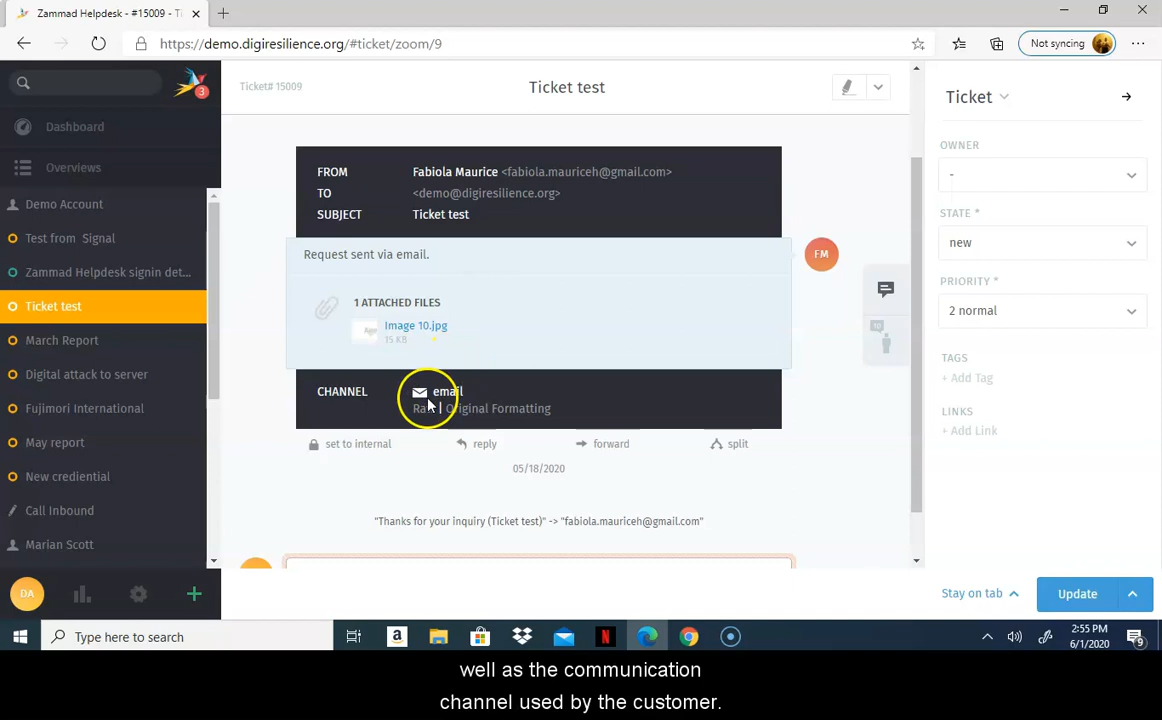 Zammad Helpdesk - #15009 - Ti
https://demo.digiresilience.org/#ticket/zoom/9
Not syncing
3
Dashboard
Overviews
Demo Account
Test from Signal
Zammad Helpdesk signin det...
Ticket test
March Report
Digital attack to server
Fujimori International
May report
New credential
Call Inbound
Marian Scott
DA
Ticket# 15009
Ticket test
FROM
Fabiola Maurice <fabiola.mauriceh@gmail.com>
TO
<demo@digiresilience.org>
SUBJECT
Ticket test
Request sent via email.
FM
1 ATTACHED FILES
Image 10.jpg
15 KB
CHANNEL
email
| Original Formatting
set to internal
reply
forward
split
05/18/2020
"Thanks for your inquiry (Ticket test)" -> "fabiola.mauriceh@gmail.com"
10
Ticket
OWNER
-
STATE *
new
PRIORITY *
2 normal
TAGS
+ Add Tag
LINKS
+ Add Link
Stay on tab
Update
Type here to search
a
N
2:55 PM
6/1/2020
9
well as the communication
channel used by the customer.